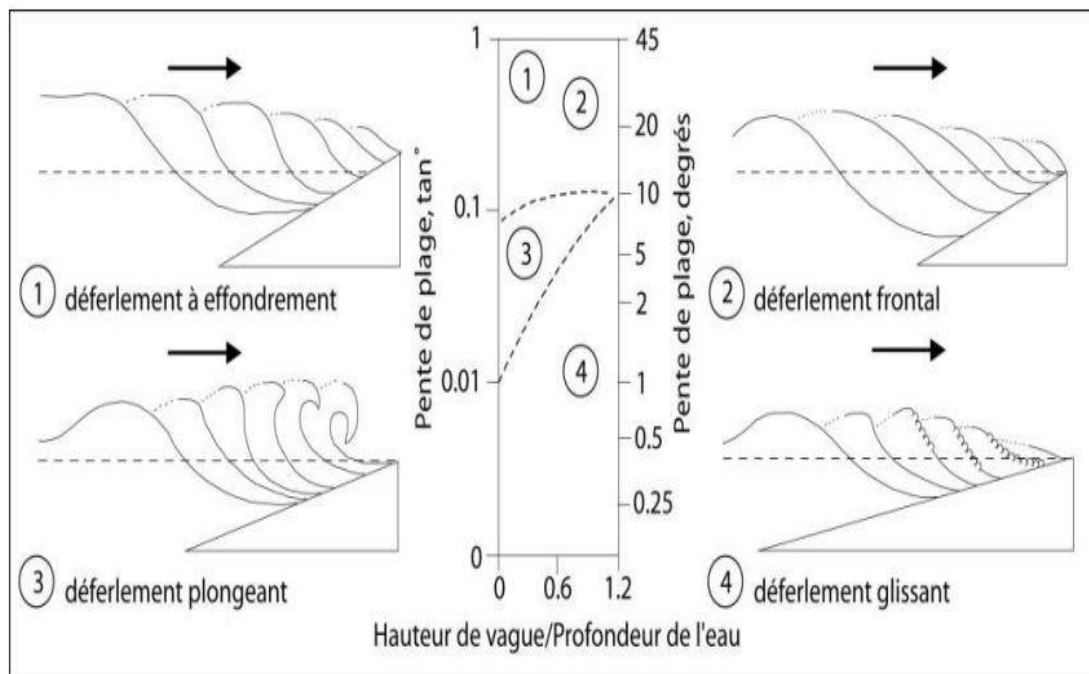 1
45
Pente de plage, tan°
Pente de plage, degrés
1
2
20
0.1
10
3
5
2
1 déferlement à effondrement
2 déferlement frontal
0.01
4
1
0.5
0.25
0
0
0.6
1.2
3 déferlement plongeant
4 déferlement glissant
Hauteur de vague/Profondeur de l'eau